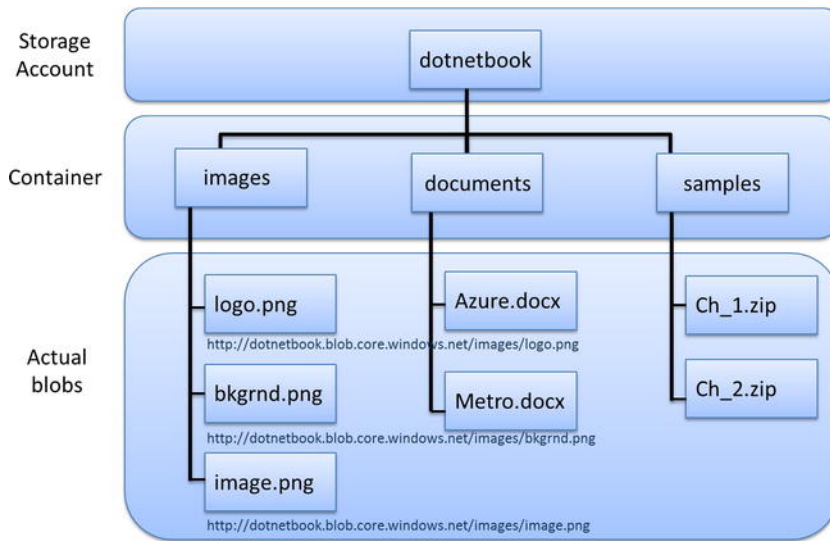 Storage
Account
dotnetbook
Container
images
documents
samples
Actual
blobs
logo.png
http://dotnetbook.blob.core.windows.net/images/logo.png
bkgrnd.png
http://dotnetbook.blob.core.windows.net/images/bkgrnd.png
image.png
http://dotnetbook.blob.core.windows.net/images/image.png
Azure.docx
Metro.docx
Ch_1.zip
Ch_2.zip